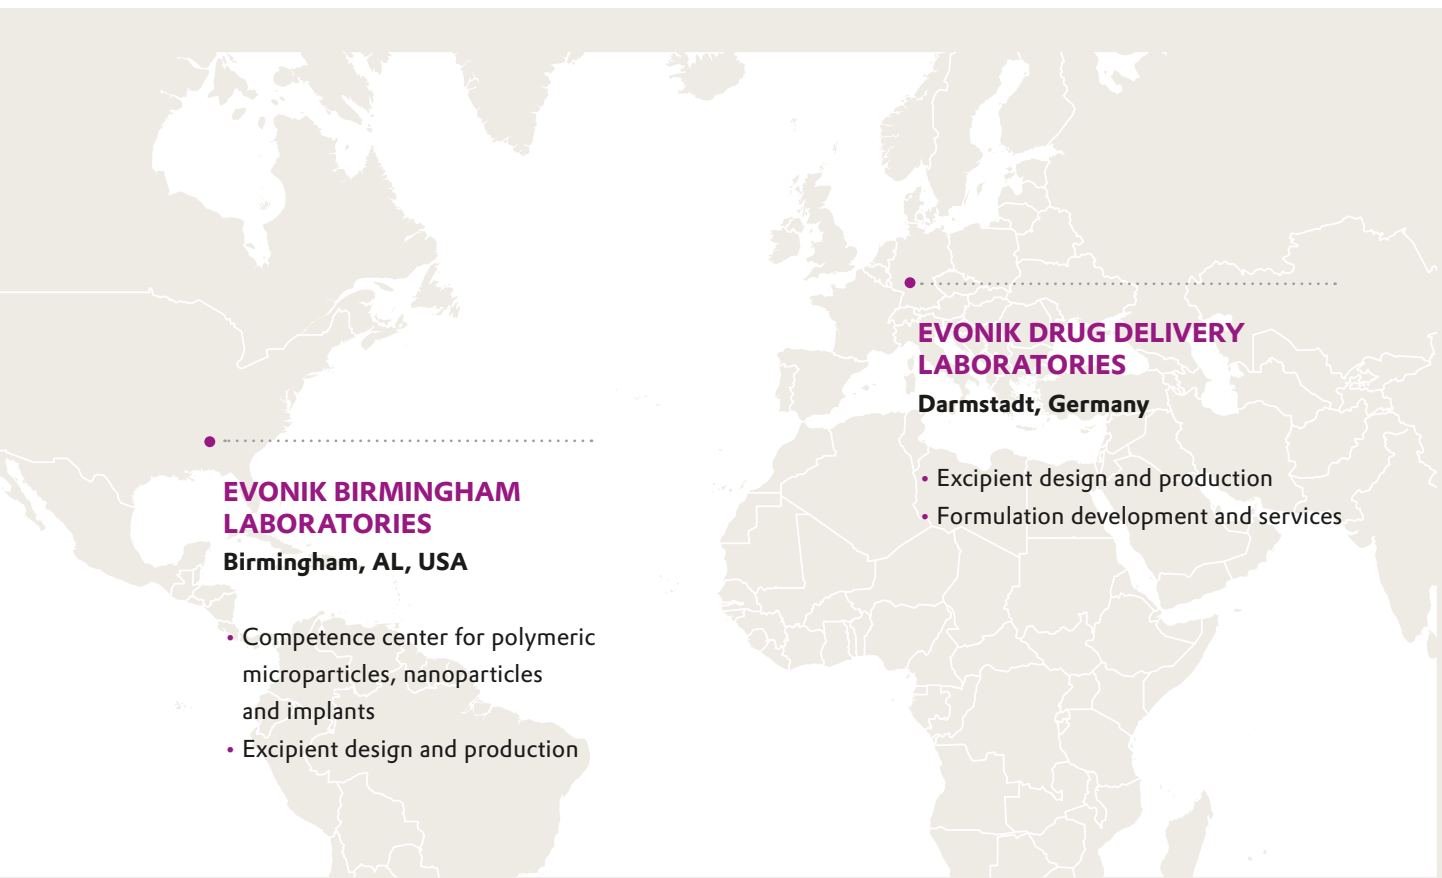 EVONIK DRUG DELIVERY
LABORATORIES
Darmstadt, Germany
• Excipient design and production
• Formulation development and services
EVONIK BIRMINGHAM
LABORATORIES
Birmingham, AL, USA
• Competence center for polymeric
microparticles, nanoparticles
and implants
• Excipient design and production